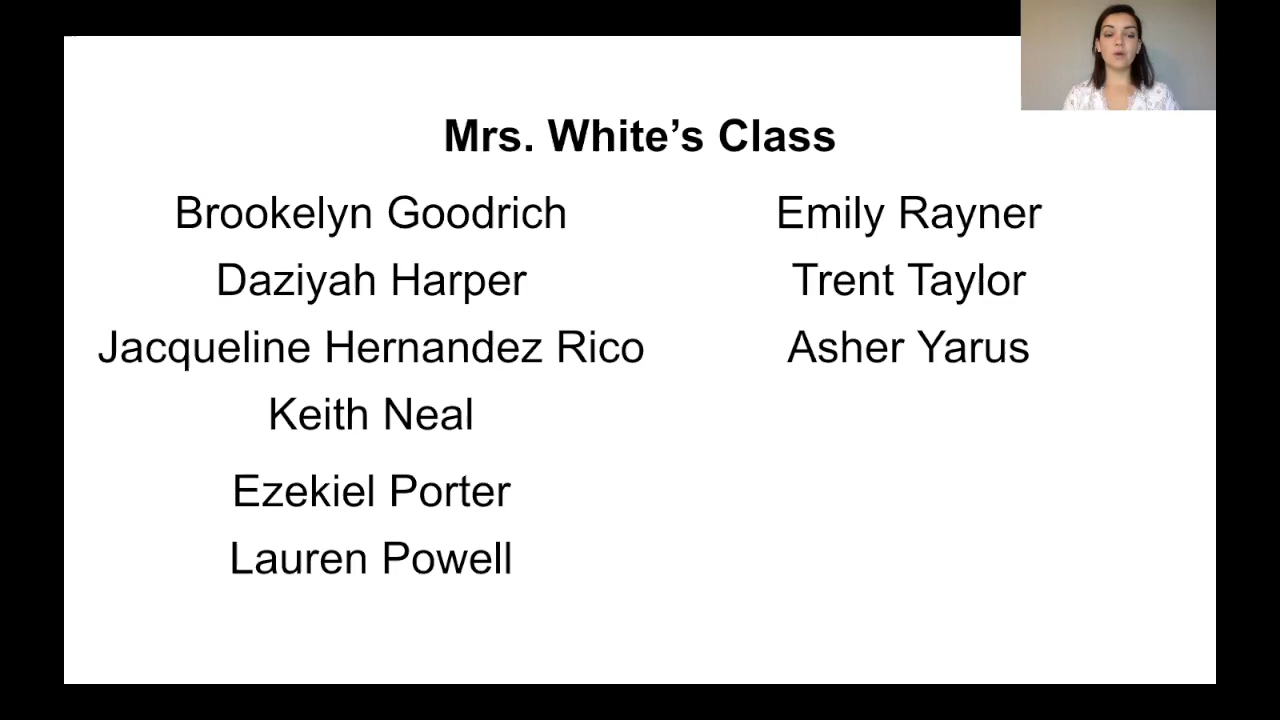 Mrs. White’s Class
Brookelyn Goodrich
Daziyah Harper
Jacqueline Hernandez Rico
Keith Neal
Ezekiel Porter
Lauren Powell
Emily Rayner
Trent Taylor
Asher Yarus